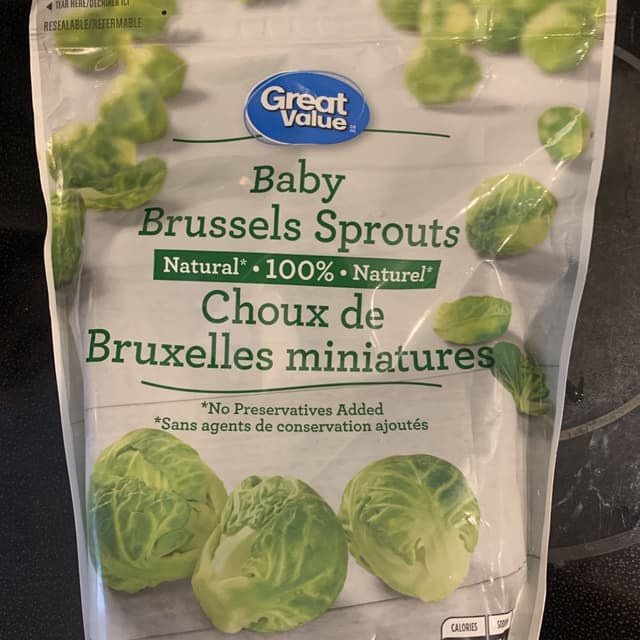 TEAR HERE/DÉCHIRER ICI
RESEALABLE/REFERMABLE
Great
Value
Baby
Brussels Sprouts
Natural* • 100% • Naturel*
Choux de
Bruxelles miniatures
*No Preservatives Added
*Sans agents de conservation ajoutés
CALORIES